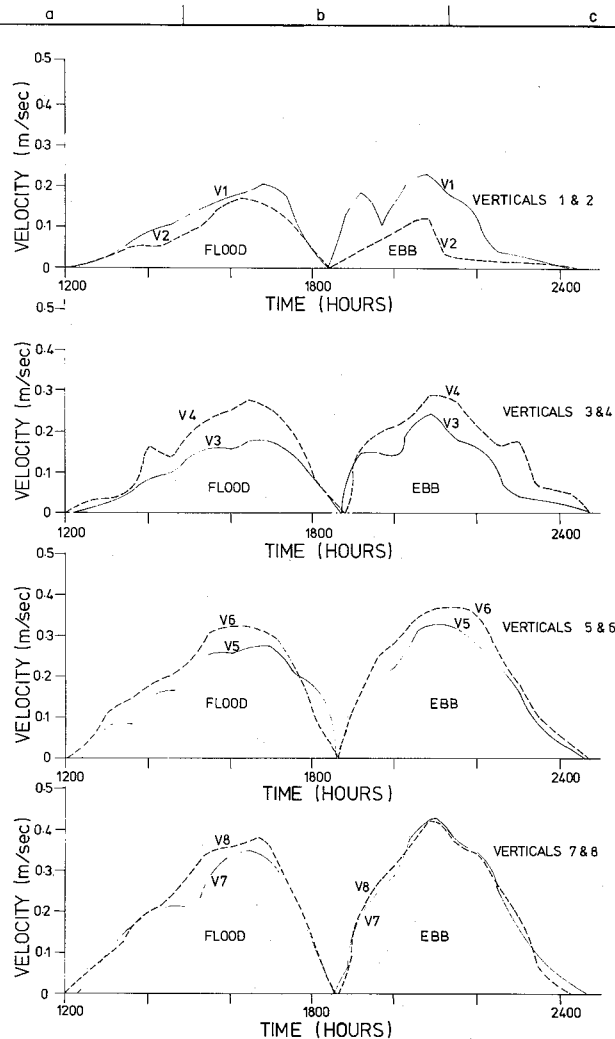 a b c
0·5
0·4
0·3
0·2
0·1
0
VELOCITY (m/sec)
V1
V2
FLOOD
V1
V2
EBB
VERTICALS 1 & 2
1200 1800 2400
TIME (HOURS)
0·5
0·4
0·3
0·2
0·1
0
VELOCITY (m/sec)
V4
V3
FLOOD
V4
V3
EBB
VERTICALS 3 & 4
1200 1800 2400
TIME (HOURS)
0·5
0·4
0·3
0·2
0·1
0
VELOCITY (m/sec)
V6
V5
FLOOD
V6
V5
EBB
VERTICALS 5 & 6
1200 1800 2400
TIME (HOURS)
0·5
0·4
0·3
0·2
0·1
0
VELOCITY (m/sec)
V8
V7
FLOOD
V8
V7
EBB
VERTICALS 7 & 8
1200 1800 2400
TIME (HOURS)